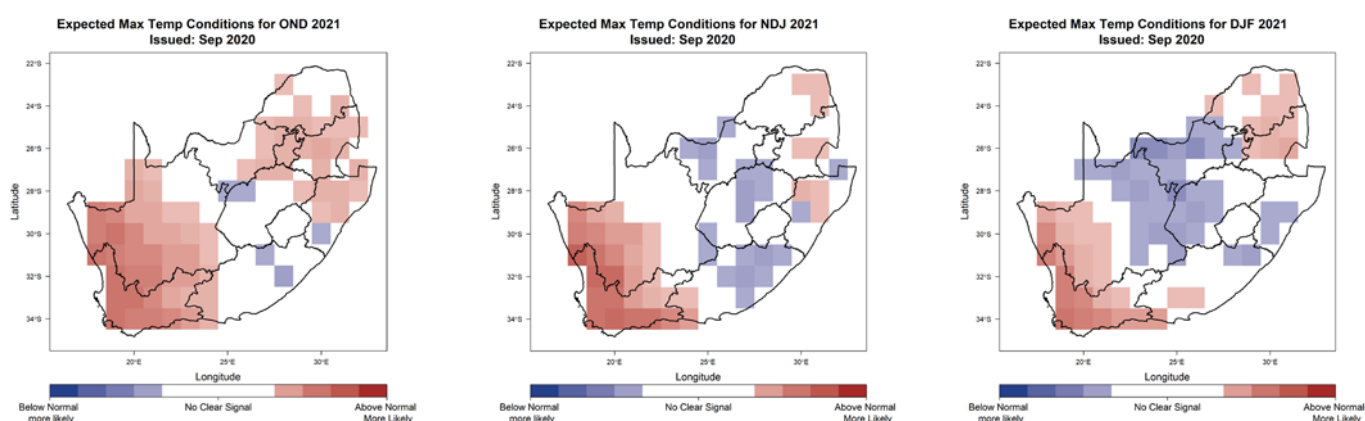 Expected Max Temp Conditions for OND 2021
Issued: Sep 2020
22°S
24°S
26°S
28°S
30°S
32°S
34°S
Latitude
20°E
25°E
30°E
Longitude
Below Normal
more likely
No Clear Signal
Above Normal
More Likely
Expected Max Temp Conditions for NDJ 2021
Issued: Sep 2020
22°S
24°S
26°S
28°S
30°S
32°S
34°S
Latitude
20°E
25°E
30°E
Longitude
Below Normal
more likely
No Clear Signal
Above Normal
More Likely
Expected Max Temp Conditions for DJF 2021
Issued: Sep 2020
22°S
24°S
26°S
28°S
30°S
32°S
34°S
Latitude
20°E
25°E
30°E
Longitude
Below Normal
more likely
No Clear Signal
Above Normal
More Likely